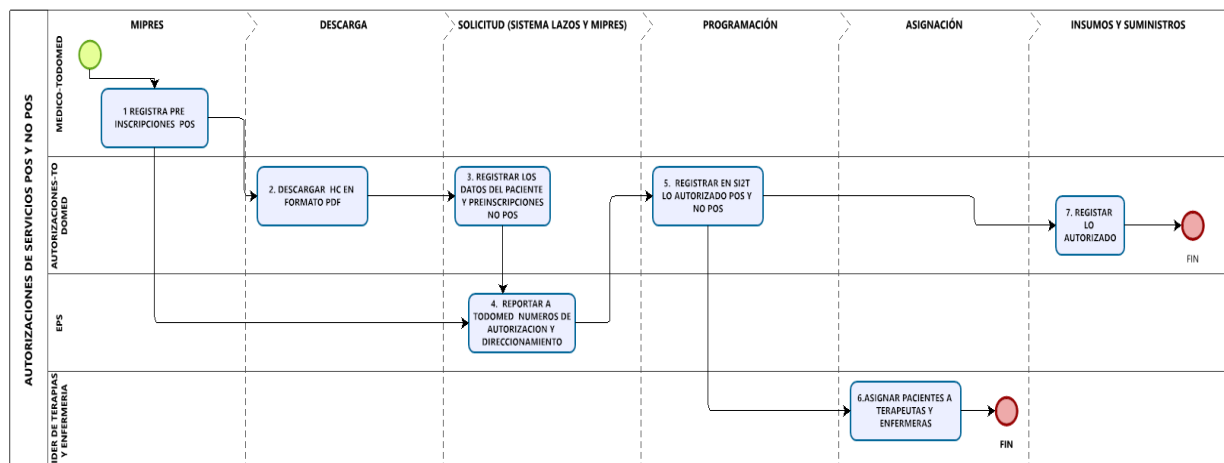 MIPRES
DESCARGA
SOLICITUD (SISTEMA LAZOS Y MIPRES)
PROGRAMACIÓN
ASIGNACIÓN
INSUMOS Y SUMINISTROS
AUTORIZACIONES DE SERVICIOS POS Y NO POS
MEDICO-TODOMED
1 REGISTRA PRE
INSCRIPCIONES POS
AUTORIZACIONES-TO
DOMED
2. DESCARGAR HC EN
FORMATO PDF
3. REGISTRAR LOS
DATOS DEL PACIENTE
Y PREINSCRIPCIONES
NO POS
5. REGISTRAR EN SI2T
LO AUTORIZADO POS Y
NO POS
7. REGISTAR
LO
AUTORIZADO
FIN
EPS
4. REPORTAR A
TODOMED NUMEROS DE
AUTORIZACION Y
DIRECCIONAMIENTO
IDER DE TERAPIAS
Y ENFERMERIA
6.ASIGNAR PACIENTES A
TERAPEUTAS Y
ENFERMERAS
FIN